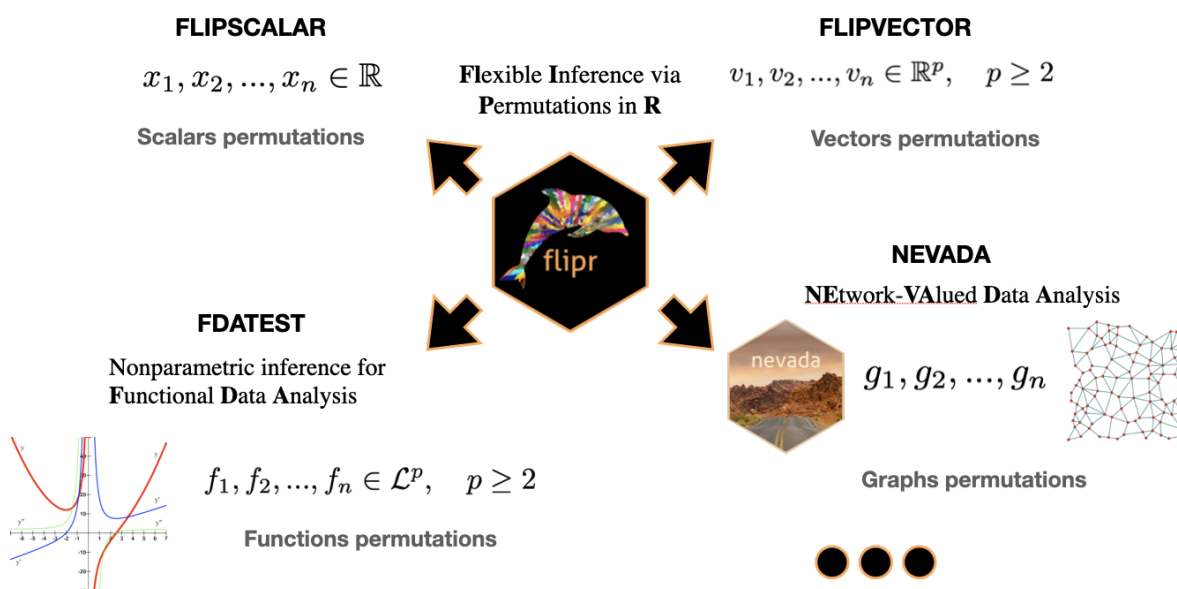 FLIPSCALAR
x₁, x₂, ..., xₙ ∈ ℝ
Scalars permutations
Flexible Inference via
Permutations in R
FLIPVECTOR
v₁, v₂, ..., vₙ ∈ ℝᵖ, p ≥ 2
Vectors permutations
flipr
FDATEST
Nonparametric inference for
Functional Data Analysis
f₁, f₂, ..., fₙ ∈ ℒᵖ, p ≥ 2
Functions permutations
NEVADA
NEtwork-VAlued Data Analysis
nevada
g₁, g₂, ..., gₙ
Graphs permutations